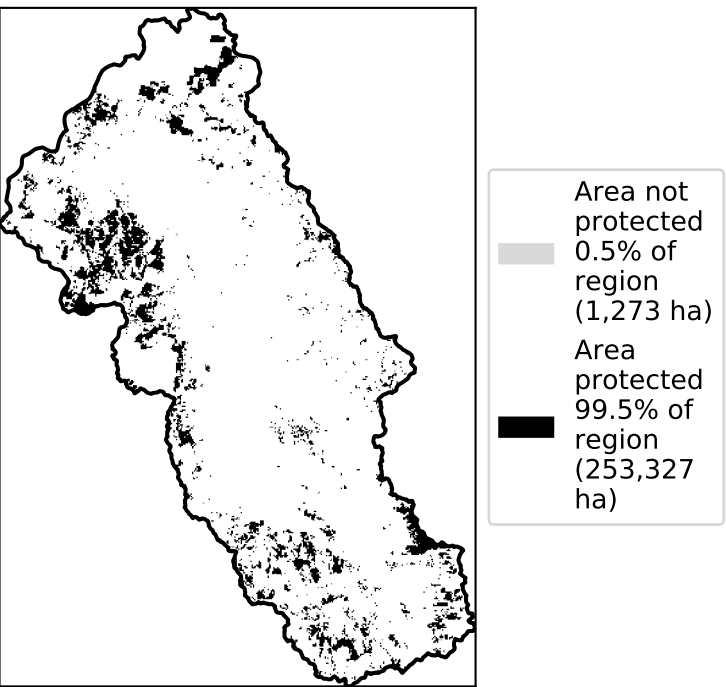 Area not
protected
0.5% of
region
(1,273 ha)
Area
protected
99.5% of
region
(253,327
ha)